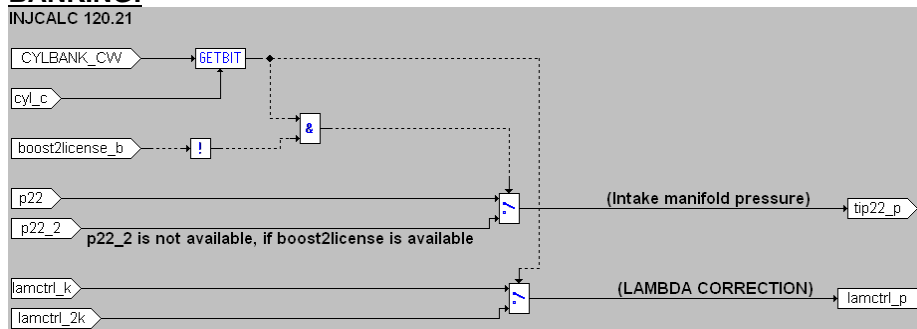 BANKING:
INJCALC 120.21
CYLBANK_CW
GETBIT
cyl_c
&
boost2license_b
!
p22
(Intake manifold pressure)
tip22_p
p22_2
p22_2 is not available, if boost2license is available
lamctrl_k
(LAMBDA CORRECTION)
lamctrl_p
lamctrl_2k